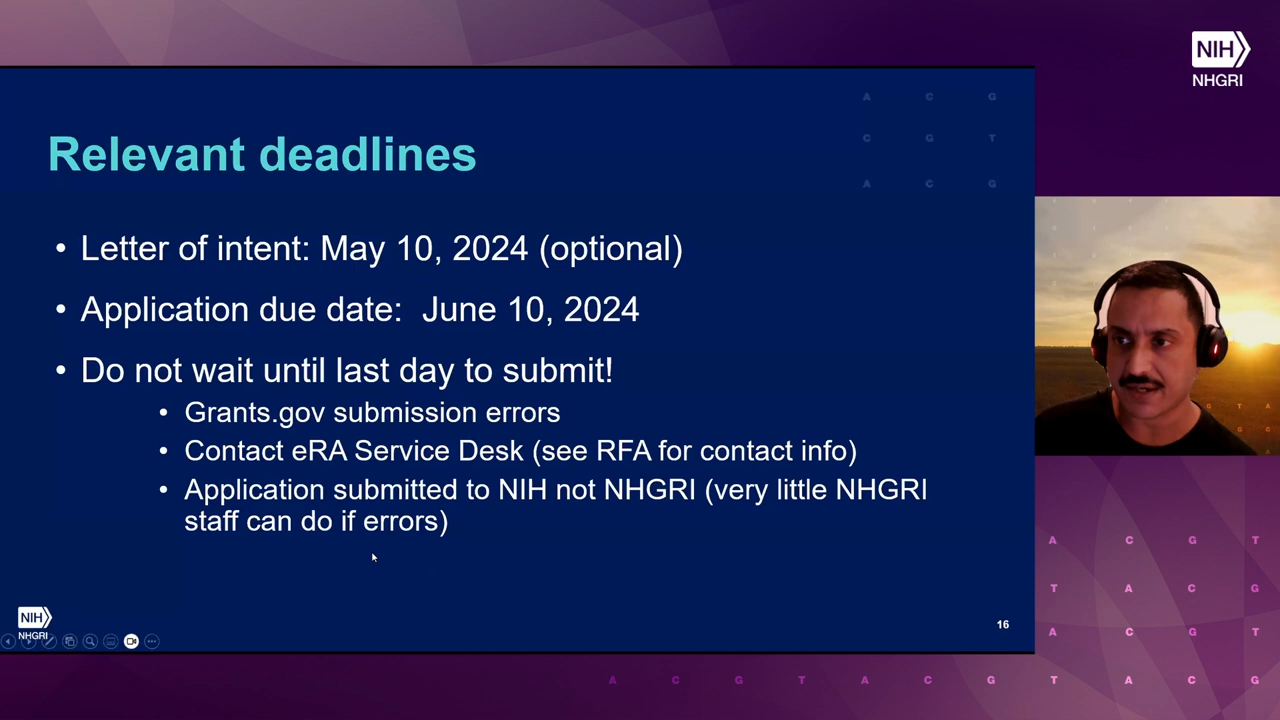 NIH
NHGRI
A C G
C G T
A C G
Relevant deadlines
• Letter of intent: May 10, 2024 (optional)
• Application due date: June 10, 2024
• Do not wait until last day to submit!
• Grants.gov submission errors
• Contact eRA Service Desk (see RFA for contact info)
• Application submitted to NIH not NHGRI (very little NHGRI
staff can do if errors)
NIH
NHGRI
16
G T A
C G
A C G T
T A C G
A C G T
A C G T A C G T A C G